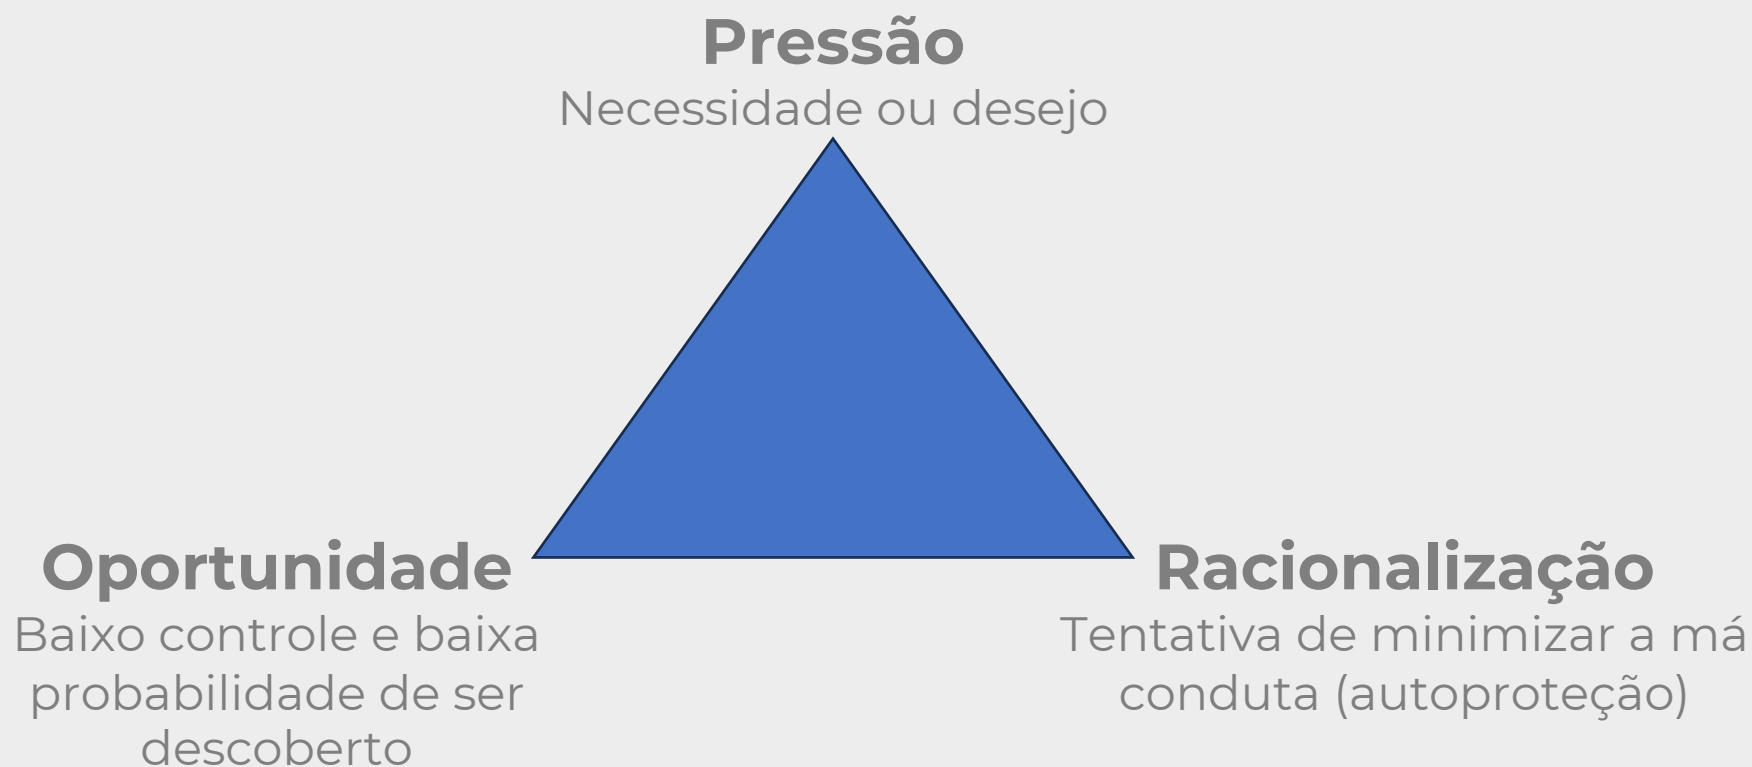 Pressão
Necessidade ou desejo
Oportunidade
Baixo controle e baixa
probabilidade de ser
descoberto
Racionalização
Tentativa de minimizar a má
conduta (autoproteção)